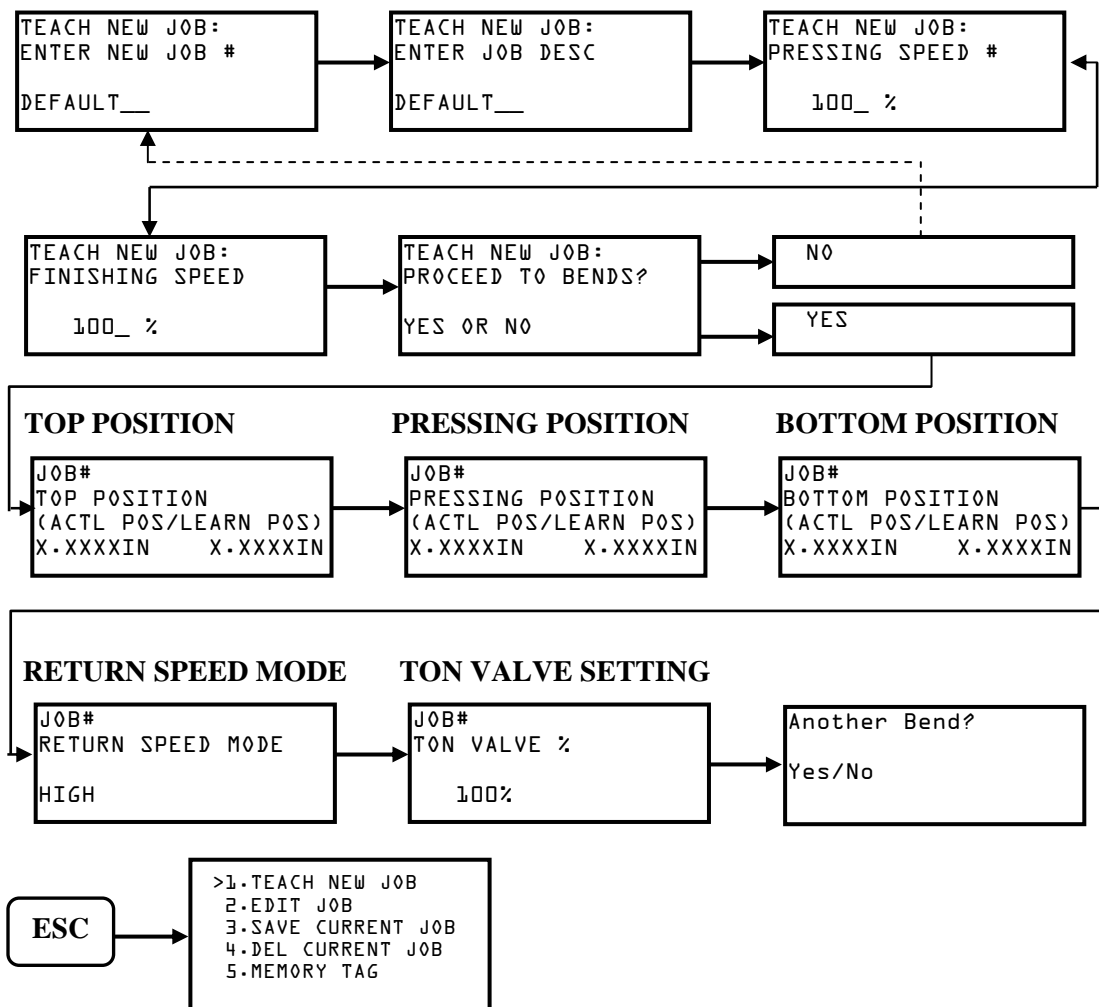 TEACH NEW JOB:
ENTER NEW JOB #
DEFAULT__
TEACH NEW JOB:
ENTER JOB DESC
DEFAULT__
TEACH NEW JOB:
PRESSING SPEED #
100_ %
TEACH NEW JOB:
FINISHING SPEED
100_ %
TEACH NEW JOB:
PROCEED TO BENDS?
YES OR NO
NO
YES
TOP POSITION
JOB#
TOP POSITION
(ACTL POS/LEARN POS)
X.XXXXIN X.XXXXIN
PRESSING POSITION
JOB#
PRESSING POSITION
(ACTL POS/LEARN POS)
X.XXXXIN X.XXXXIN
BOTTOM POSITION
JOB#
BOTTOM POSITION
(ACTL POS/LEARN POS)
X.XXXXIN X.XXXXIN
RETURN SPEED MODE
JOB#
RETURN SPEED MODE
HIGH
TON VALVE SETTING
JOB#
TON VALVE %
100%
Another Bend?
Yes/No
ESC
>1.TEACH NEW JOB
2.EDIT JOB
3.SAVE CURRENT JOB
4.DEL CURRENT JOB
5.MEMORY TAG